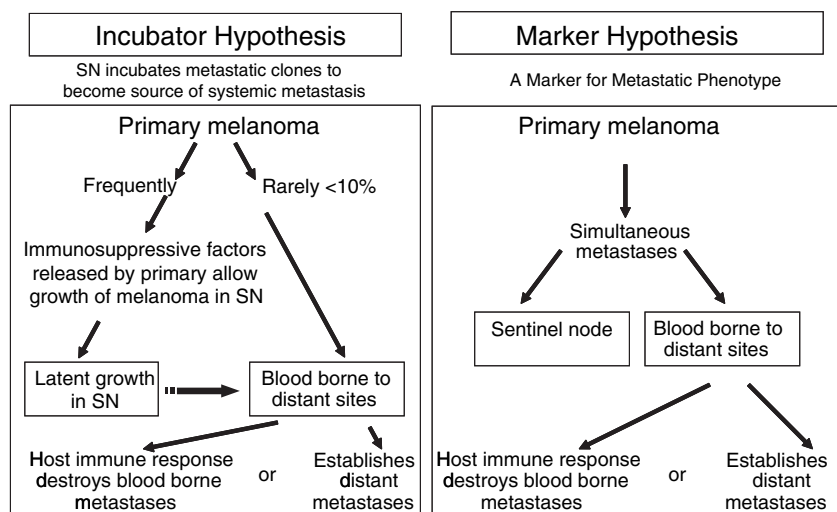 Incubator Hypothesis
SN incubates metastatic clones to
become source of systemic metastasis
Primary melanoma
Frequently
Rarely <10%
Immunosuppressive factors
released by primary allow
growth of melanoma in SN
Latent growth
in SN
Blood borne to
distant sites
Host immune response
destroys blood borne
metastases
or
Establishes
distant
metastases
Marker Hypothesis
A Marker for Metastatic Phenotype
Primary melanoma
Simultaneous
metastases
Sentinel node
Blood borne to
distant sites
Host immune response
destroys blood borne
metastases
or
Establishes
distant
metastases